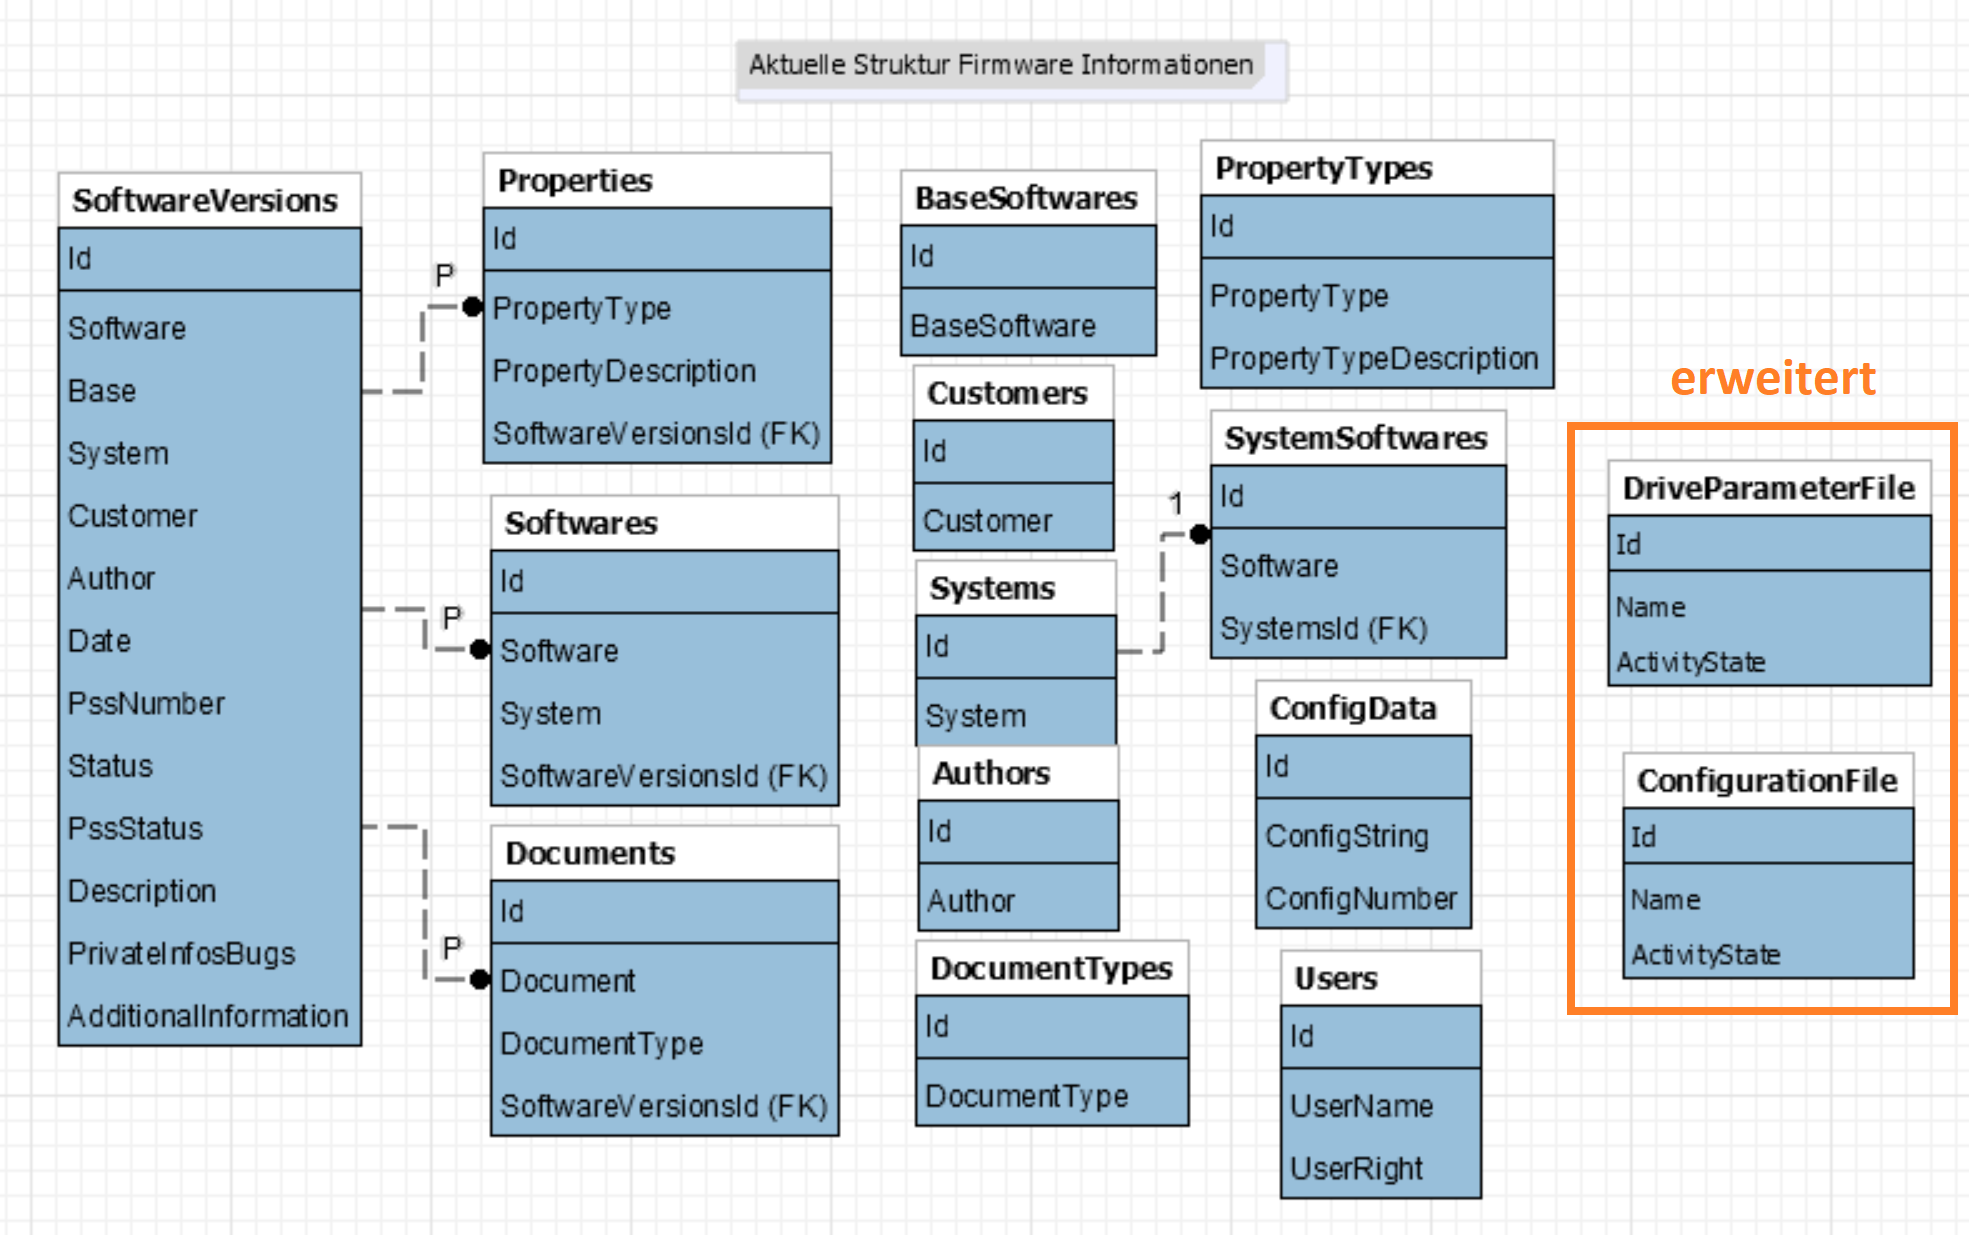 Aktuelle Struktur Firmware Informationen
SoftwareVersions
Id
Software
Base
System
Customer
Author
Date
PssNumber
Status
PssStatus
Description
PrivateInfosBugs
AdditionalInformation
P
Properties
Id
PropertyType
PropertyDescription
SoftwareVersionsId (FK)
P
Softwares
Id
Software
System
SoftwareVersionsId (FK)
P
Documents
Id
Document
DocumentType
SoftwareVersionsId (FK)
BaseSoftwares
Id
BaseSoftware
Customers
Id
Customer
Systems
Id
System
Authors
Id
Author
DocumentTypes
Id
DocumentType
PropertyTypes
Id
PropertyType
PropertyTypeDescription
1
SystemSoftwares
Id
Software
SystemsId (FK)
ConfigData
Id
ConfigString
ConfigNumber
Users
Id
UserName
UserRight
erweitert
DriveParameterFile
Id
Name
ActivityState
ConfigurationFile
Id
Name
ActivityState